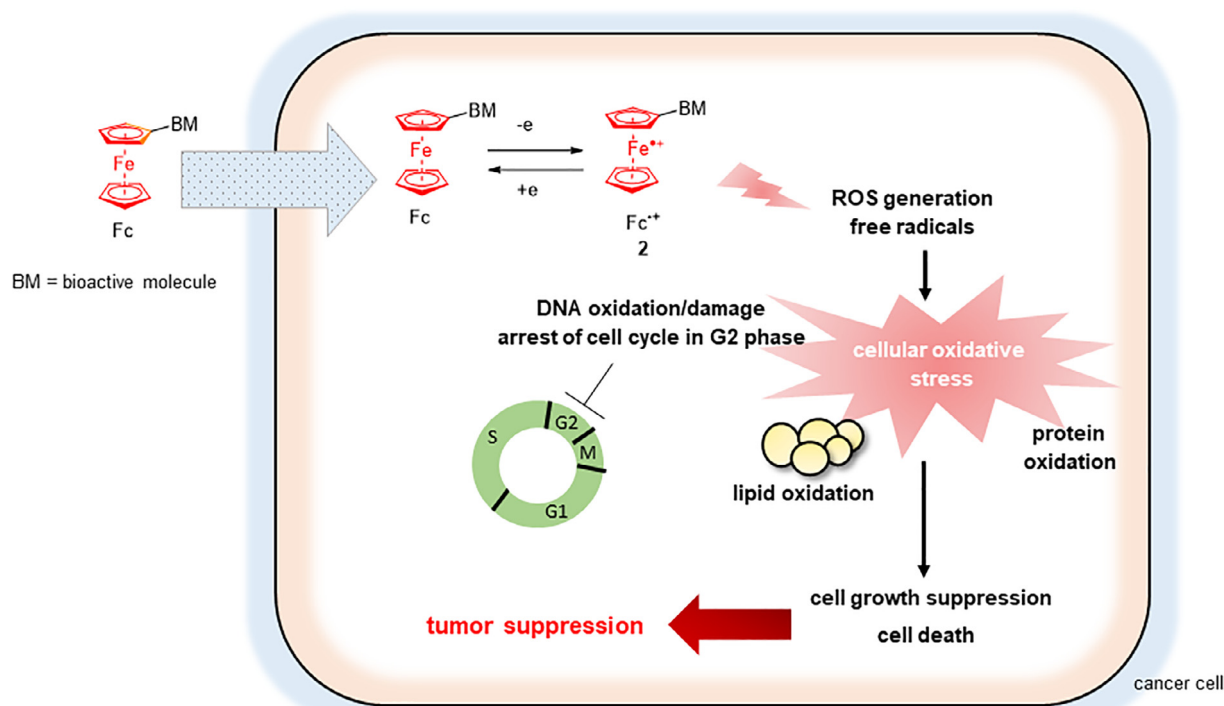 BM
Fe
Fc
BM = bioactive molecule
BM
Fe
Fc
-e
+e
BM
Fe•+
Fc·+
2
ROS generation
free radicals
DNA oxidation/damage
arrest of cell cycle in G2 phase
cellular oxidative
stress
S
G2
M
G1
lipid oxidation
protein
oxidation
cell growth suppression
cell death
tumor suppression
cancer cell